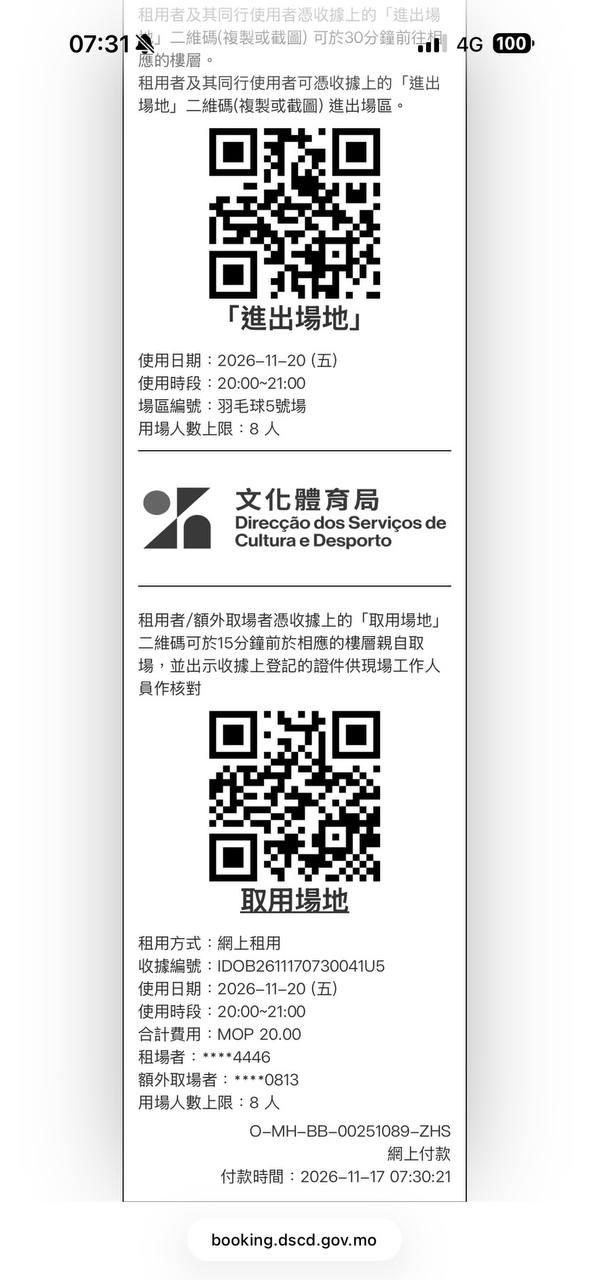 租用者及其同行使用者憑收據上的「進出場
地」二維碼(複製或截圖) 可於30分鐘前往相
應的樓層。
07:31
4G
100
租用者及其同行使用者可憑收據上的「進出
場地」二維碼(複製或截圖) 進出場區。
「進出場地」
使用日期：2026-11-20 (五)
使用時段：20:00~21:00
場區編號：羽毛球5號場
用場人數上限：8 人
文化體育局
Direcção dos Serviços de
Cultura e Desporto
租用者/額外取場者憑收據上的「取用場地」
二維碼可於15分鐘前於相應的樓層親自取
場，並出示收據上登記的證件供現場工作人
員作核對
取用場地
租用方式：網上租用
收據編號：IDOB2611170730041U5
使用日期：2026-11-20 (五)
使用時段：20:00~21:00
合計費用：MOP 20.00
租場者：****4446
額外取場者：****0813
用場人數上限：8 人
O-MH-BB-00251089-ZHS
網上付款
付款時間：2026-11-17 07:30:21
booking.dscd.gov.mo